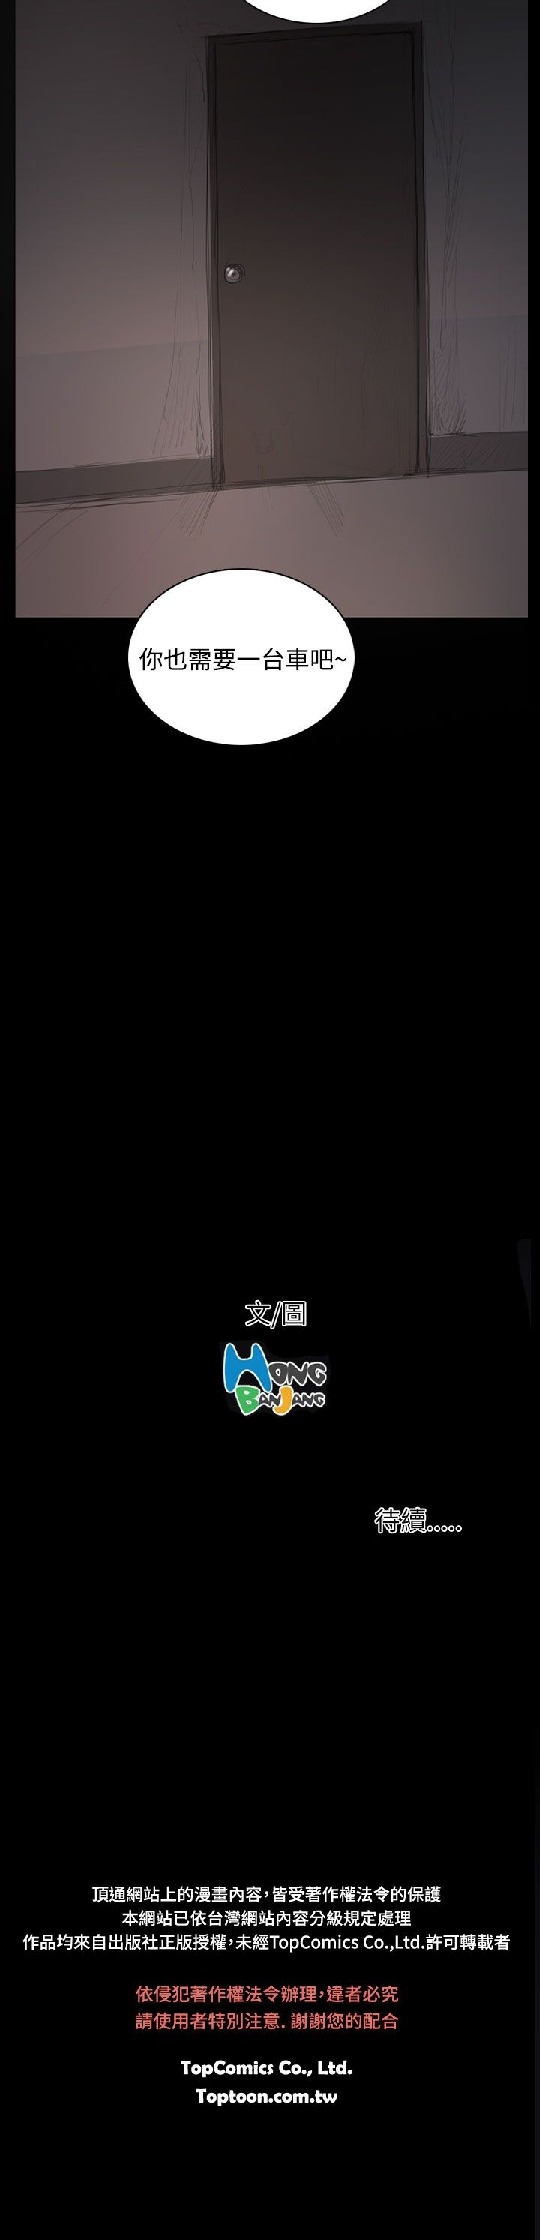 你也需要一台車吧~
文/圖
HONG
BANJANG
待續.....
頂通網站上的漫畫內容,皆受著作權法令的保護
本網站已依台灣網站內容分級規定處理
作品均來自出版社正版授權,未經TopComics Co.,Ltd.許可轉載者
依侵犯著作權法令辦理,違者必究
請使用者特別注意. 謝謝您的配合
TopComics Co., Ltd.
Toptoon.com.tw